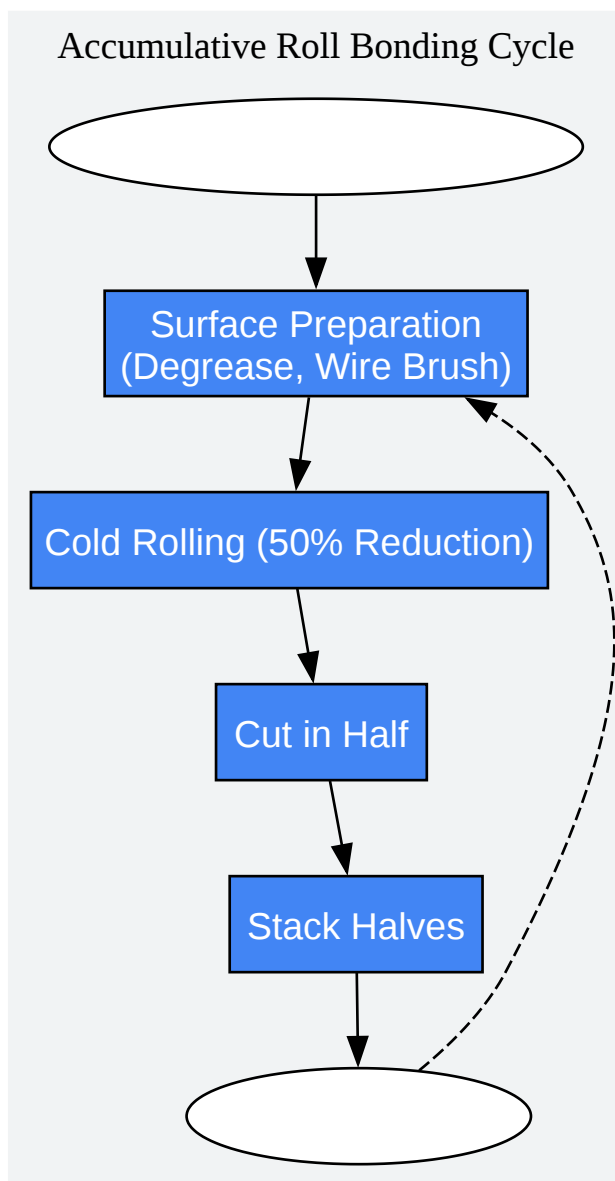 Accumulative Roll Bonding Cycle
Surface Preparation
(Degrease, Wire Brush)
Cold Rolling (50% Reduction)
Cut in Half
Stack Halves